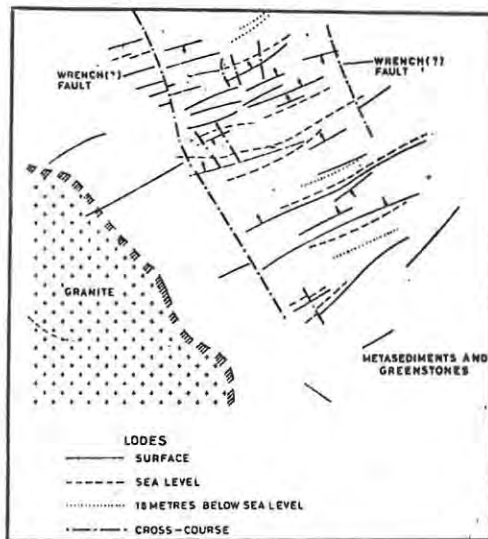 WRENCH(?)
FAULT
WRENCH(?)
FAULT
GRANITE
METASEDIMENTS AND
GREENSTONES
LODES
SURFACE
SEA LEVEL
18 METRES BELOW SEA LEVEL
CROSS-COURSE